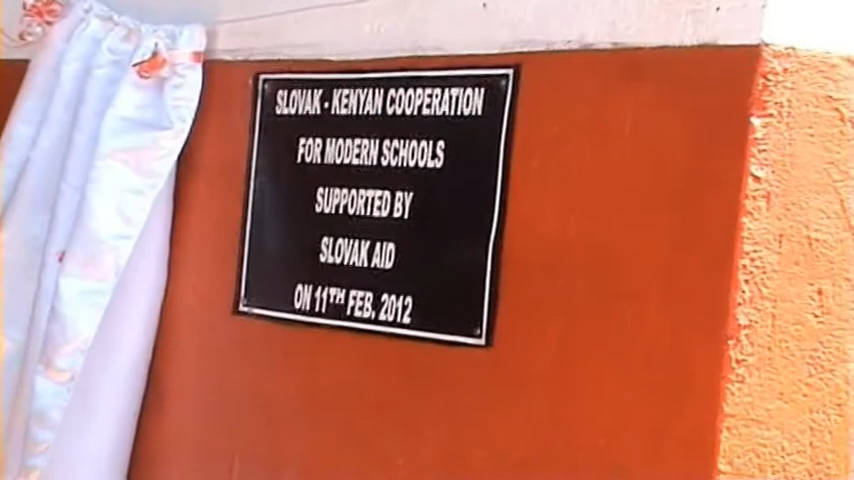 SLOVAK - KENYAN COOPERATION
FOR MODERN SCHOOLS
SUPPORTED BY
SLOVAK AID
ON 11TH FEB. 2012